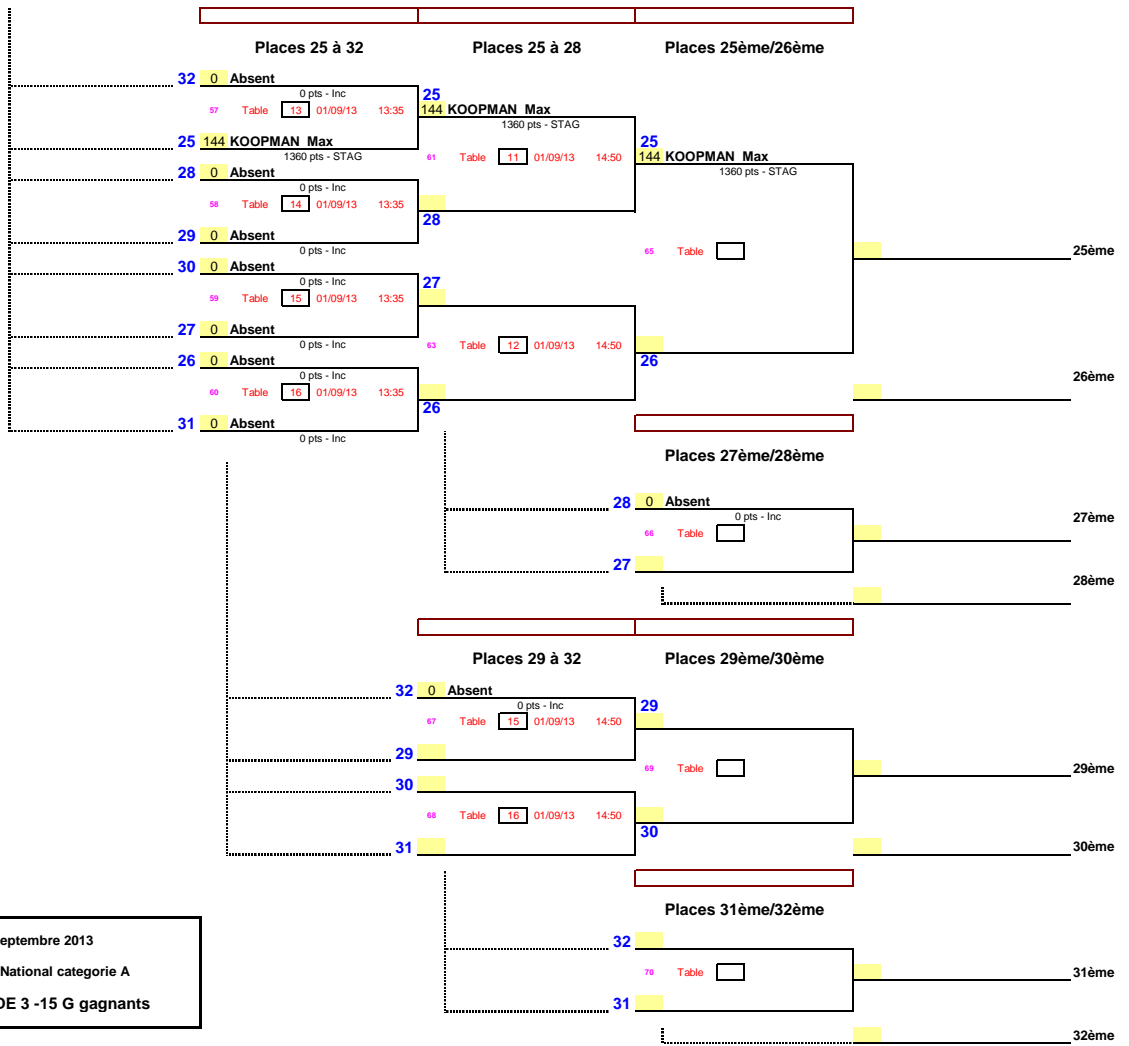 Places 25 à 32 Places 25 à 28 Places 25ème/26ème
32 0 Absent
0 pts - Inc
25
57 Table 13 01/09/13 13:35
144 KOOPMAN Max
1360 pts - STAG
25 144 KOOPMAN Max
1360 pts - STAG
61 Table 11 01/09/13 14:50
25
144 KOOPMAN Max
1360 pts - STAG
28 0 Absent
0 pts - Inc
58 Table 14 01/09/13 13:35
28
29 0 Absent
0 pts - Inc
65 Table
25ème
30 0 Absent
0 pts - Inc
27
59 Table 15 01/09/13 13:35
27 0 Absent
0 pts - Inc
63 Table 12 01/09/13 14:50
26 0 Absent
0 pts - Inc
26
26ème
60 Table 16 01/09/13 13:35
26
31 0 Absent
0 pts - Inc
Places 27ème/28ème
28 0 Absent
0 pts - Inc
27ème
66 Table
27
28ème
Places 29 à 32 Places 29ème/30ème
32 0 Absent
0 pts - Inc
29
67 Table 15 01/09/13 14:50
29
69 Table
29ème
30
68 Table 16 01/09/13 14:50
30
31
30ème
Places 31ème/32ème
32
70 Table
31ème
31
32ème
eptembre 2013
National categorie A
DE 3 -15 G gagnants